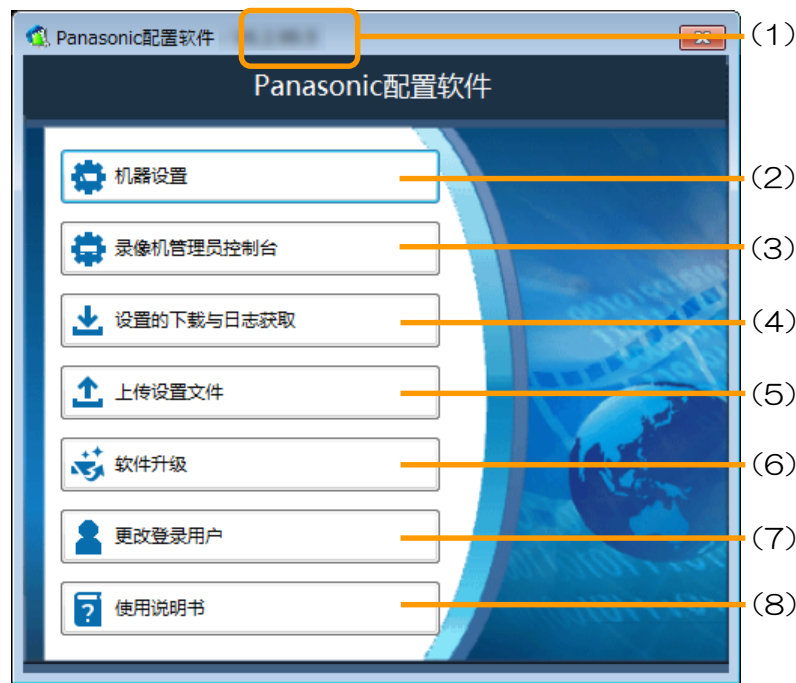 Panasonic配置软件
(1)
Panasonic配置软件
机器设置
(2)
录像机管理员控制台
(3)
设置的下载与日志获取
(4)
上传设置文件
(5)
软件升级
(6)
更改登录用户
(7)
使用说明书
(8)